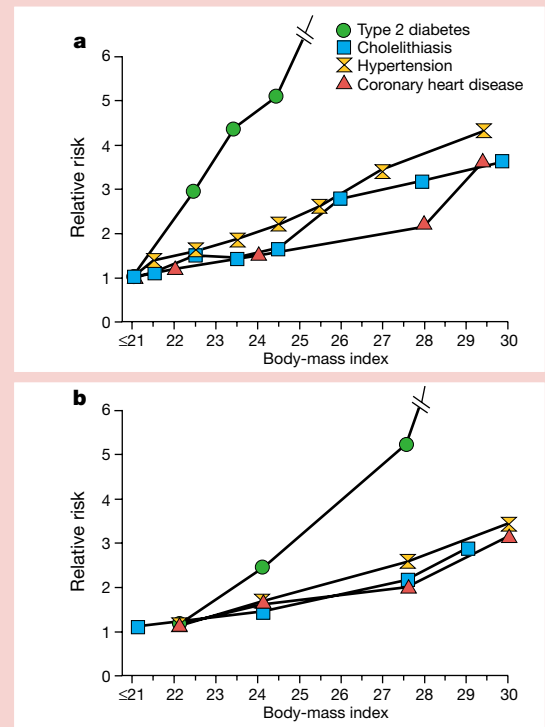 a
Type 2 diabetes
Cholelithiasis
Hypertension
Coronary heart disease
Relative risk
6
5
4
3
2
1
0
≤21 22 23 24 25 26 27 28 29 30
Body-mass index
b
Relative risk
6
5
4
3
2
1
0
≤21 22 23 24 25 26 27 28 29 30
Body-mass index